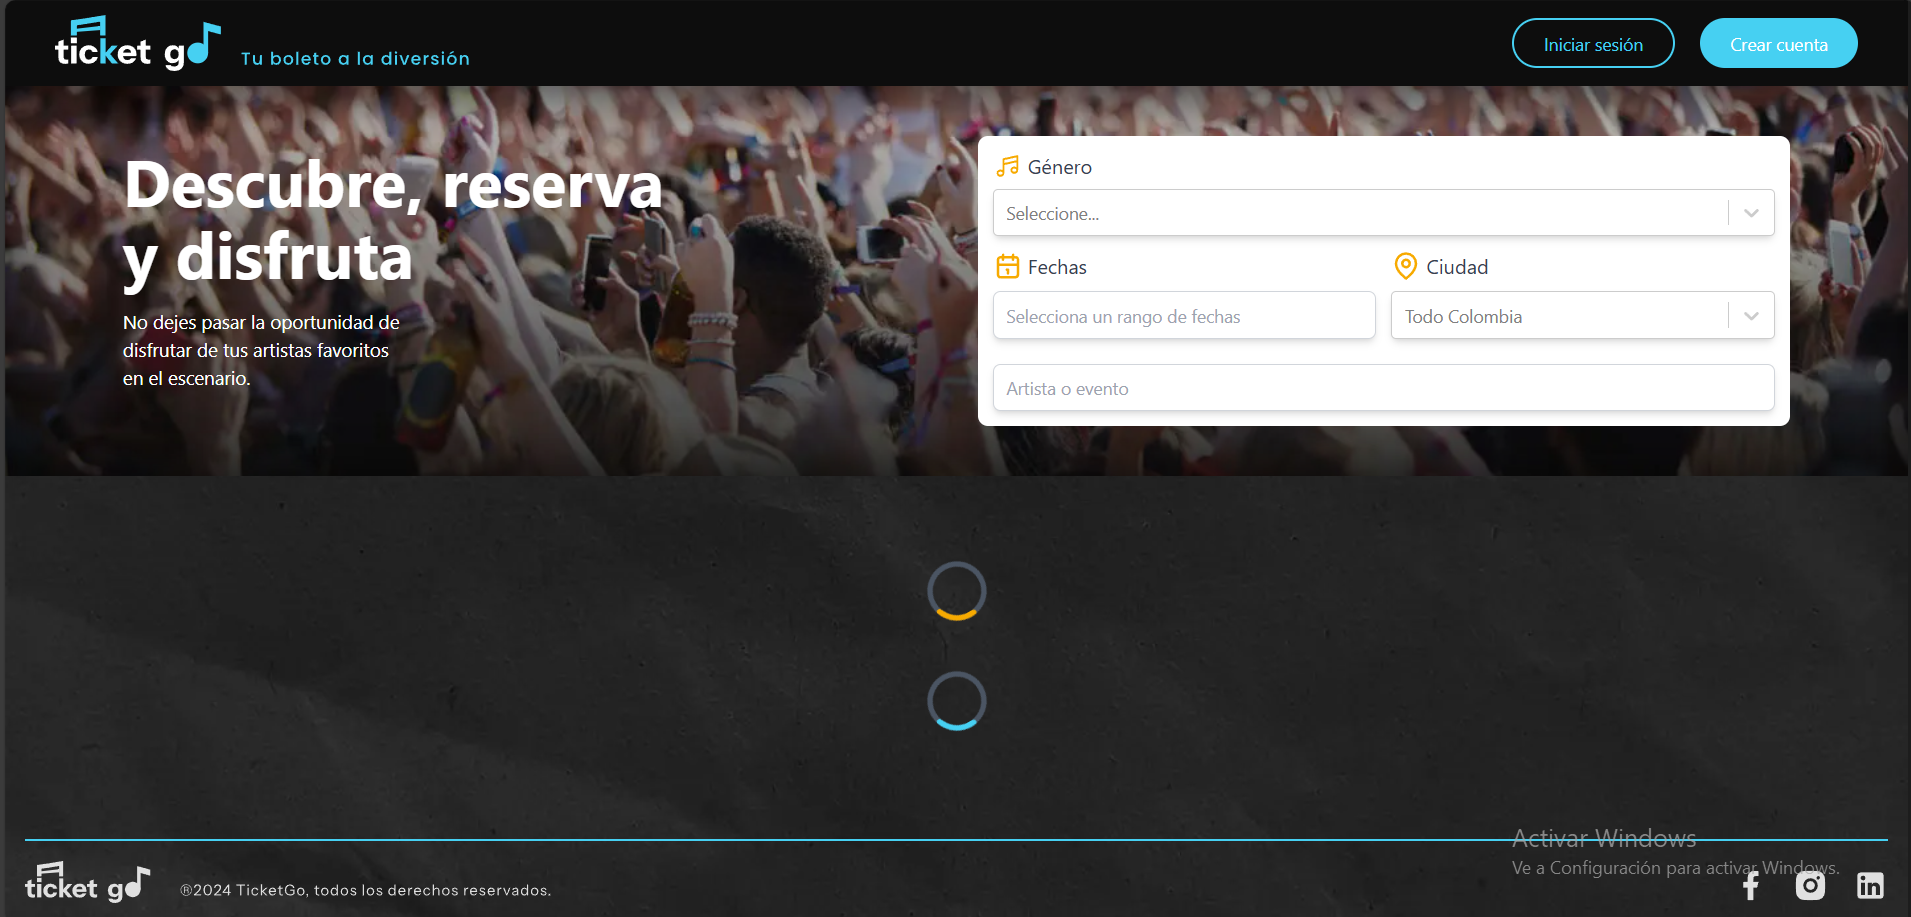 ticket go
Tu boleto a la diversión
Iniciar sesión
Crear cuenta
Descubre, reserva
y disfruta
No dejes pasar la oportunidad de
disfrutar de tus artistas favoritos
en el escenario.
Género
Seleccione...
Fechas
Ciudad
Selecciona un rango de fechas
Todo Colombia
Artista o evento
Activar Windows
Ve a Configuración para activar Windows.
ticket go
®2024 TicketGo, todos los derechos reservados.